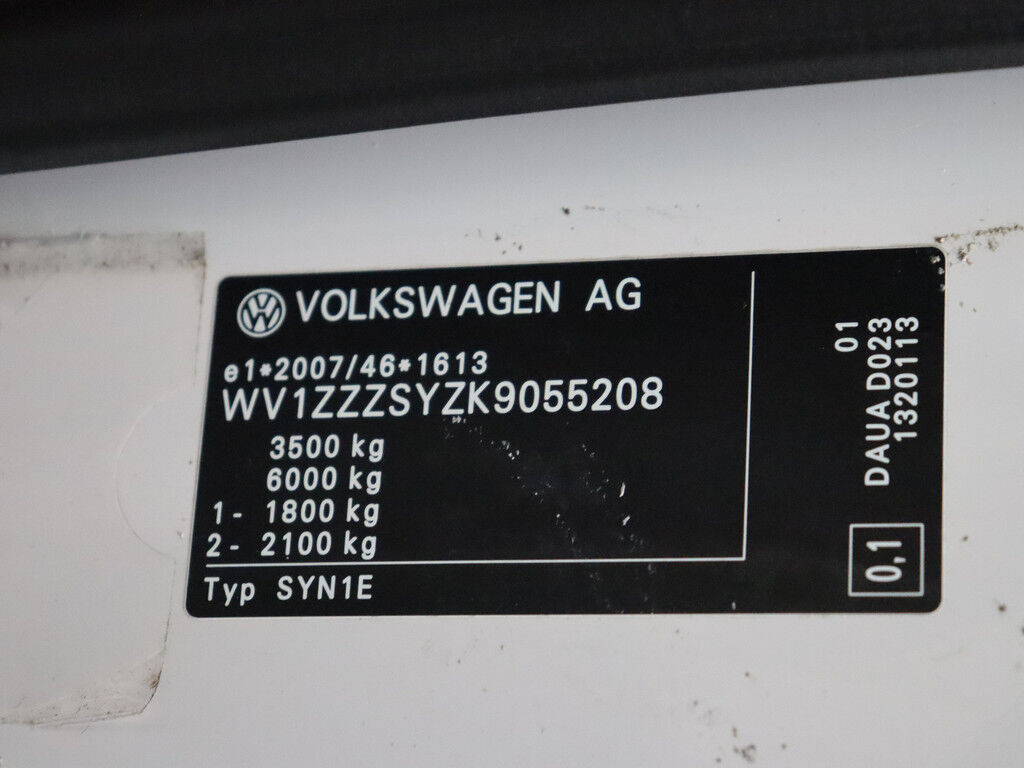 VOLKSWAGEN AG
e1*2007/46*1613
WV1ZZZSYZK9055208
3500 kg
6000 kg
1- 1800 kg
2- 2100 kg
Typ SYN1E
01
DAUA D023
1320113
0,1